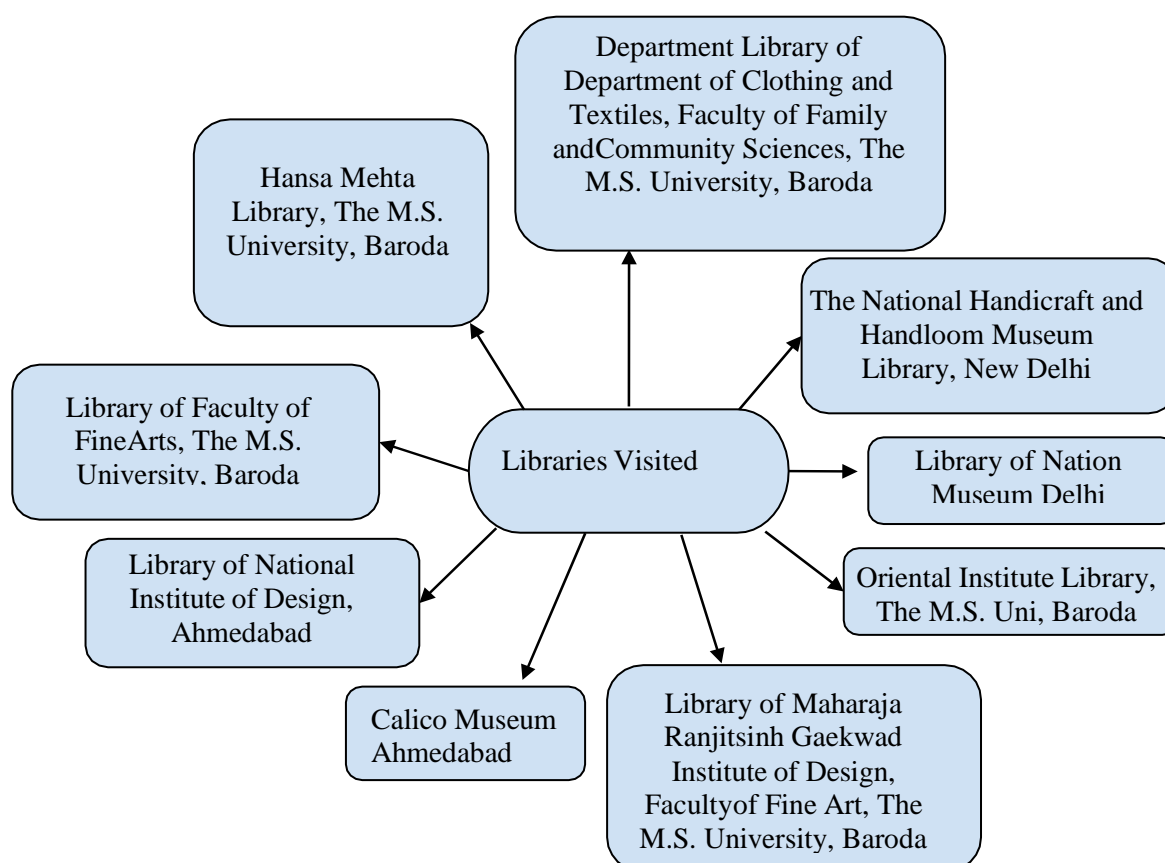 Department Library of
Department of Clothing and
Textiles, Faculty of Family
andCommunity Sciences, The
M.S. University, Baroda
Hansa Mehta
Library, The M.S.
University, Baroda
The National Handicraft and
Handloom Museum
Library, New Delhi
Library of Faculty of
FineArts, The M.S.
University, Baroda
Libraries Visited
Library of Nation
Museum Delhi
Library of National
Institute of Design,
Ahmedabad
Oriental Institute Library,
The M.S. Uni, Baroda
Calico Museum
Ahmedabad
Library of Maharaja
Ranjitsinh Gaekwad
Institute of Design,
Facultyof Fine Art, The
M.S. University, Baroda